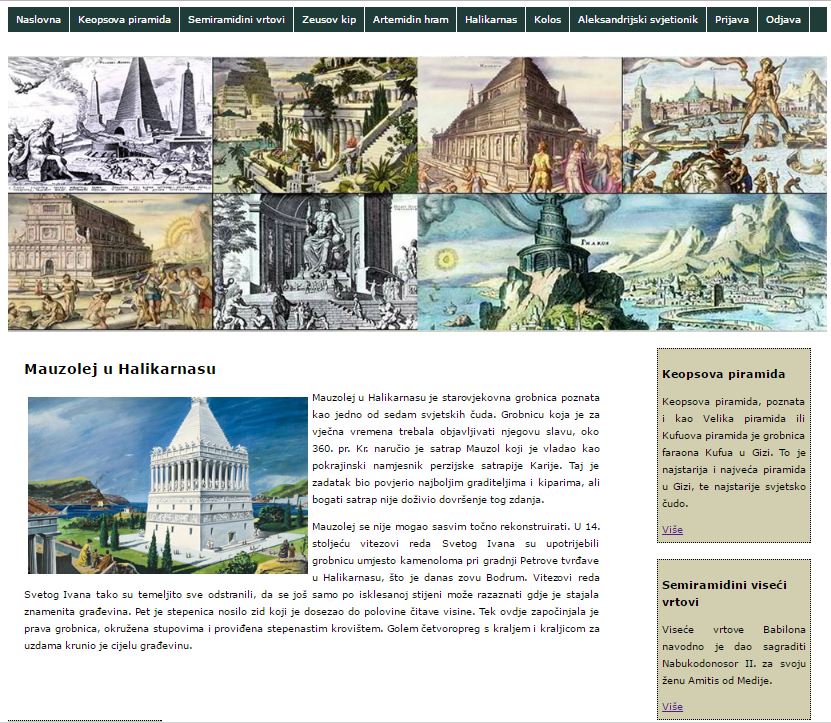 Naslovna Keopsova piramida Semiramidini vrtovi Zeusov kip Artemidin hram Halikarnas Kolos Aleksandrijski svjetionik Prijava Odjava
PHARUS
Mauzolej u Halikarnasu
Mauzolej u Halikarnasu je starovjekovna grobnica poznata
kao jedno od sedam svjetskih čuda. Grobnicu koja je za
vječna vremena trebala objavljivati njegovu slavu, oko
360. pr. Kr. naručio je satrap Mauzol koji je vladao kao
pokrajinski namjesnik perzijske satrapije Karije. Taj je
zadatak bio povjerio najboljim graditeljima i kiparima, ali
bogati satrap nije doživio dovršenje tog zdanja.
Mauzolej se nije mogao sasvim točno rekonstruirati. U 14.
stoljeću vitezovi reda Svetog Ivana su upotrijebili
grobnicu umjesto kamenoloma pri gradnji Petrove tvrđave
u Halikarnasu, što je danas zovu Bodrum. Vitezovi reda
Svetog Ivana tako su temeljito sve odstranili, da se još samo po isklesanoj stijeni može razaznati gdje je stajala
znamenita građevina. Pet je stepenica nosilo zid koji je dosezao do polovine čitave visine. Tek ovdje započinjala je
prava grobnica, okružena stupovima i proviđena stepenastim krovištem. Golem četvoropreg s kraljem i kraljicom za
uzdama krunio je cijelu građevinu.
Keopsova piramida
Keopsova piramida, poznata
i kao Velika piramida ili
Kufuova piramida je grobnica
faraona Kufua u Gizi. To je
najstarija i najveća piramida
u Gizi, te najstarije svjetsko
čudo.
Više
Semiramidini viseći
vrtovi
Viseće vrtove Babilona
navodno je dao sagraditi
Nabukodonosor II. za svoju
ženu Amitis od Medije.
Više